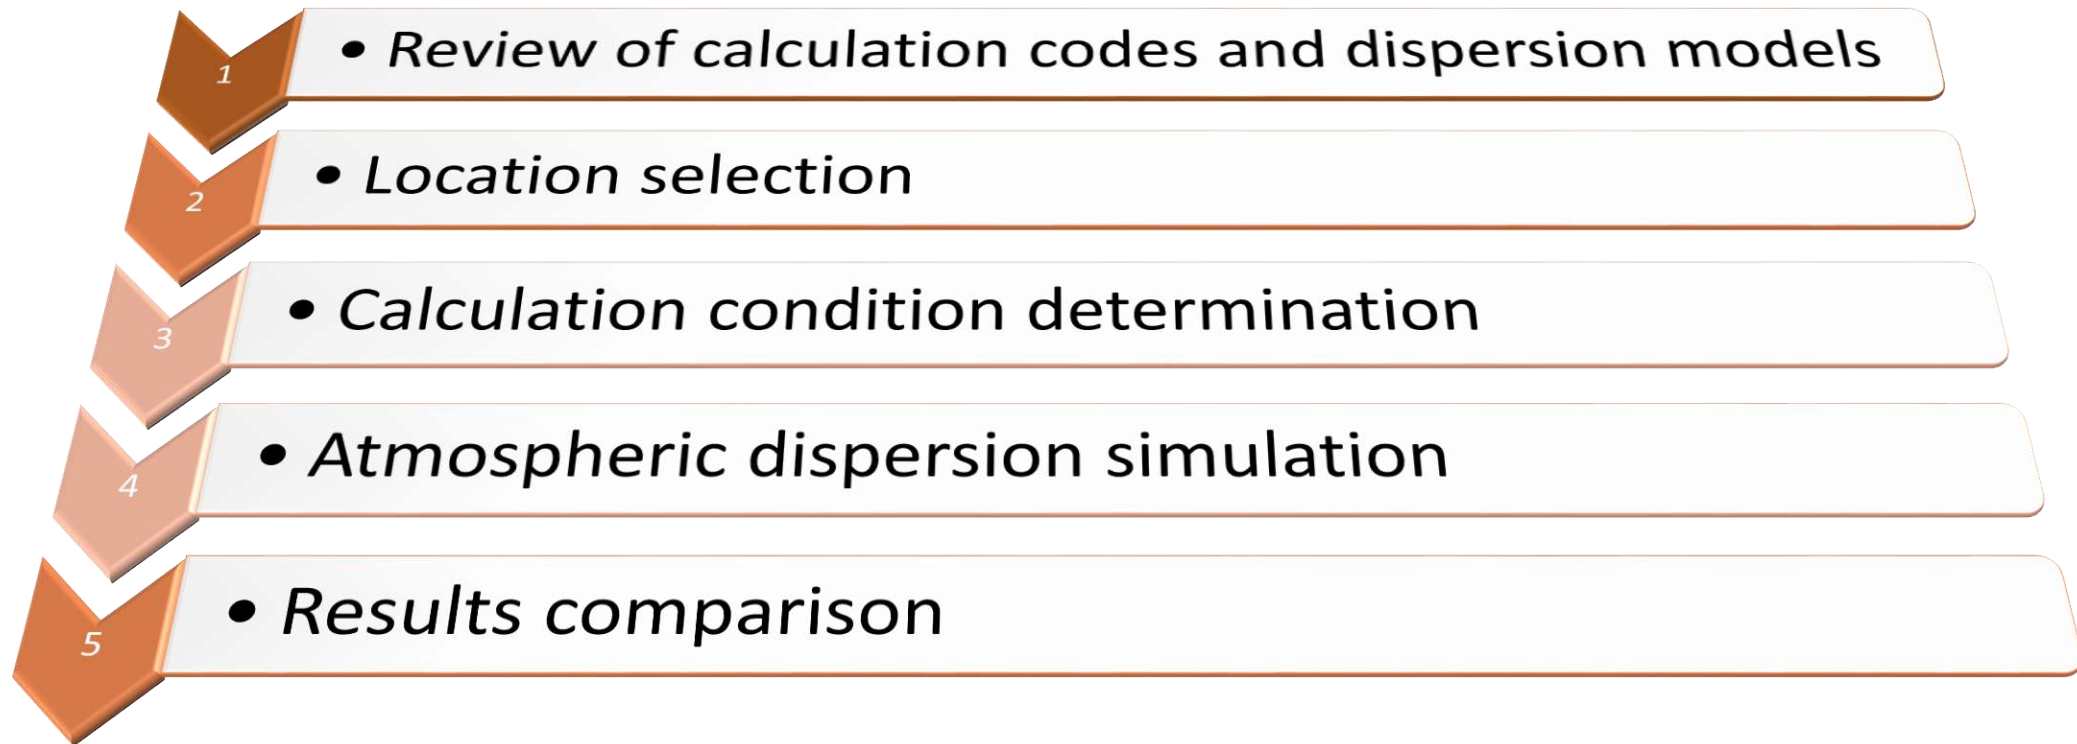 1
• Review of calculation codes and dispersion models
2
• Location selection
3
• Calculation condition determination
4
• Atmospheric dispersion simulation
5
• Results comparison